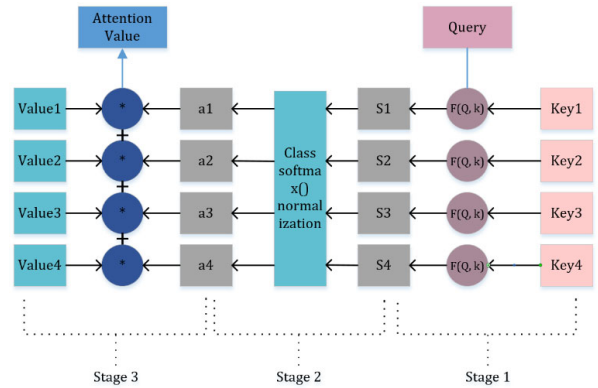 Attention
Value
Query
Value1
*
a1
S1
F(Q, k)
Key1
+
Value2
*
a2
Class
softma
x()
normal
ization
S2
F(Q, k)
Key2
+
Value3
*
a3
S3
F(Q, k)
Key3
+
Value4
*
a4
S4
F(Q, k)
Key4
Stage 3
Stage 2
Stage 1